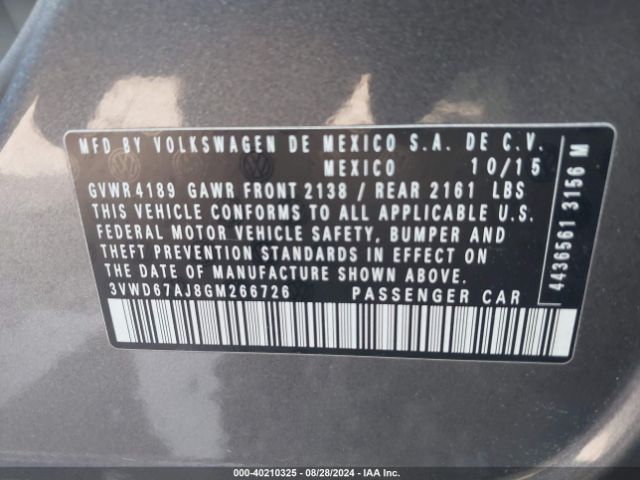 MFD BY VOLKSWAGEN DE MEXICO S.A. DE C.V.
MEXICO 10/15
GVWR 4189 GAWR FRONT 2138 / REAR 2161 LBS
THIS VEHICLE CONFORMS TO ALL APPLICABLE U.S.
FEDERAL MOTOR VEHICLE SAFETY, BUMPER AND
THEFT PREVENTION STANDARDS IN EFFECT ON
THE DATE OF MANUFACTURE SHOWN ABOVE.
3VWD67AJ8GM266726 PASSENGER CAR
4436561 3156 M
000-40210325 | 08/28/2024 | IAAI.COM